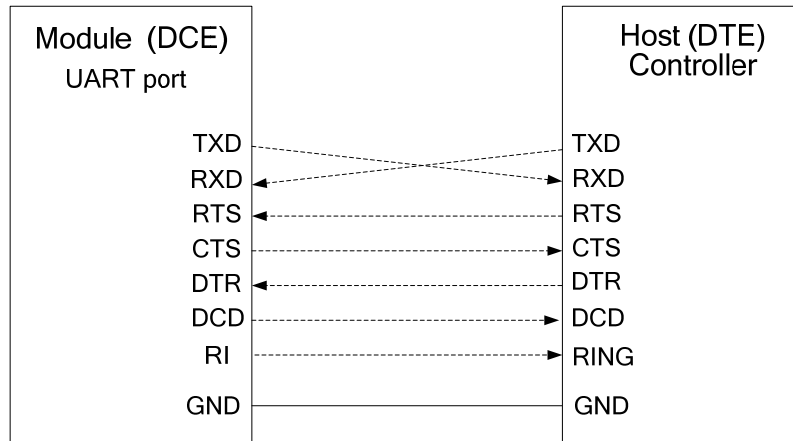 Module (DCE)
UART port
TXD
RXD
RTS
CTS
DTR
DCD
RI
GND
Host (DTE)
Controller
TXD
RXD
RTS
CTS
DTR
DCD
RING
GND